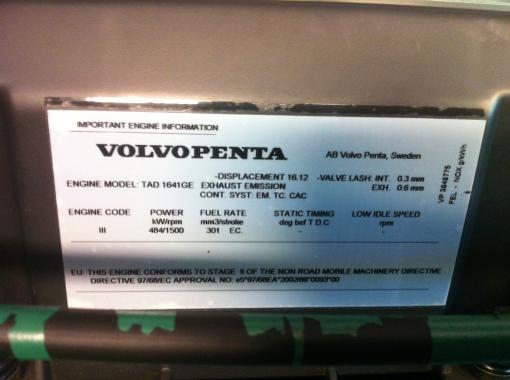 IMPORTANT ENGINE INFORMATION
VOLVO PENTA AB Volvo Penta, Sweden
-DISPLACEMENT 16.12 -VALVE LASH: INT. 0.3 mm
ENGINE MODEL: TAD 1641GE EXHAUST EMISSION EXH. 0.6 mm
CONT. SYST: EM. TC. CAC
ENGINE CODE POWER FUEL RATE STATIC TIMING LOW IDLE SPEED
kW/rpm mm3/stroke deg bef T D.C rpm
III 484/1500 301 EC. - -
EU THIS ENGINE CONFORMS TO STAGE II OF THE NON ROAD MOBILE MACHINERY DIRECTIVE
DIRECTIVE 97/68/EC APPROVAL NO: e5*97/68EA*2002/88*0093*00
VP 3843775
FEL - NOX g/kWh